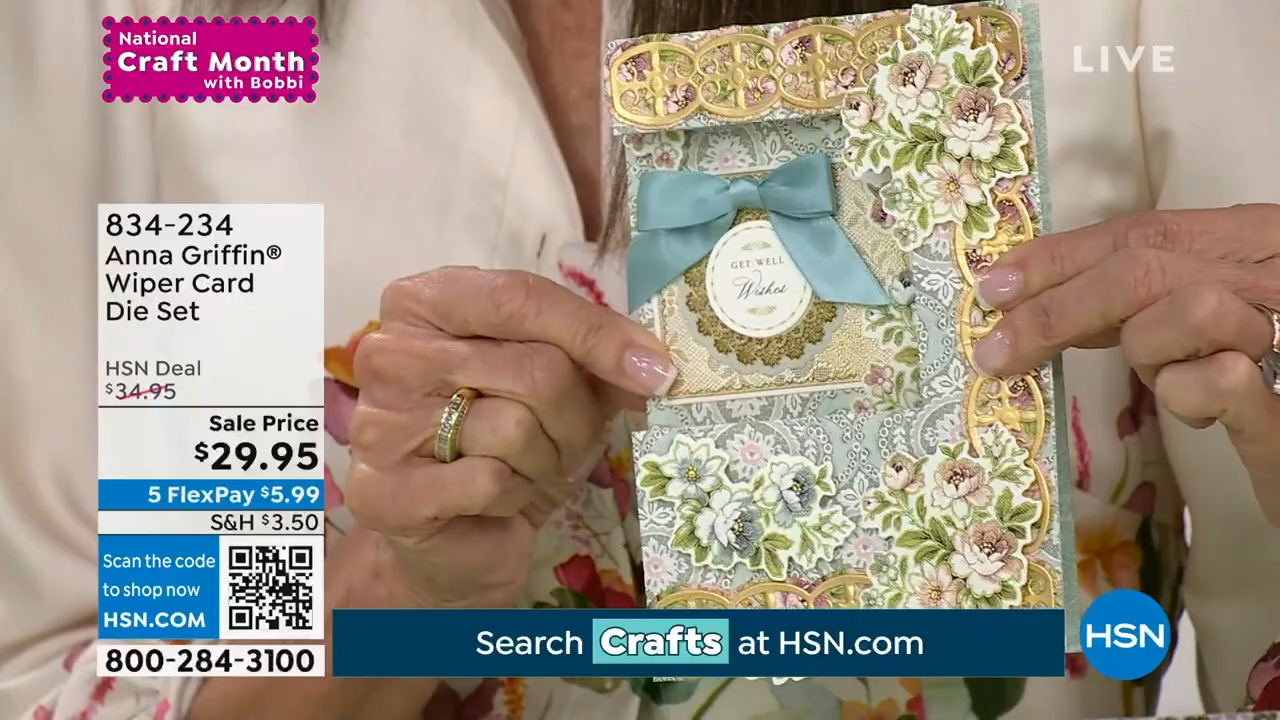 National
Craft Month
with Bobbi
LIVE
834-234
Anna Griffin®
Wiper Card
Die Set
HSN Deal
$34.95
Sale Price
$29.95
5 FlexPay $5.99
S&H $3.50
Scan the code
to shop now
HSN.COM
800-284-3100
GET WELL
Wishes
Search Crafts at HSN.com
HSN